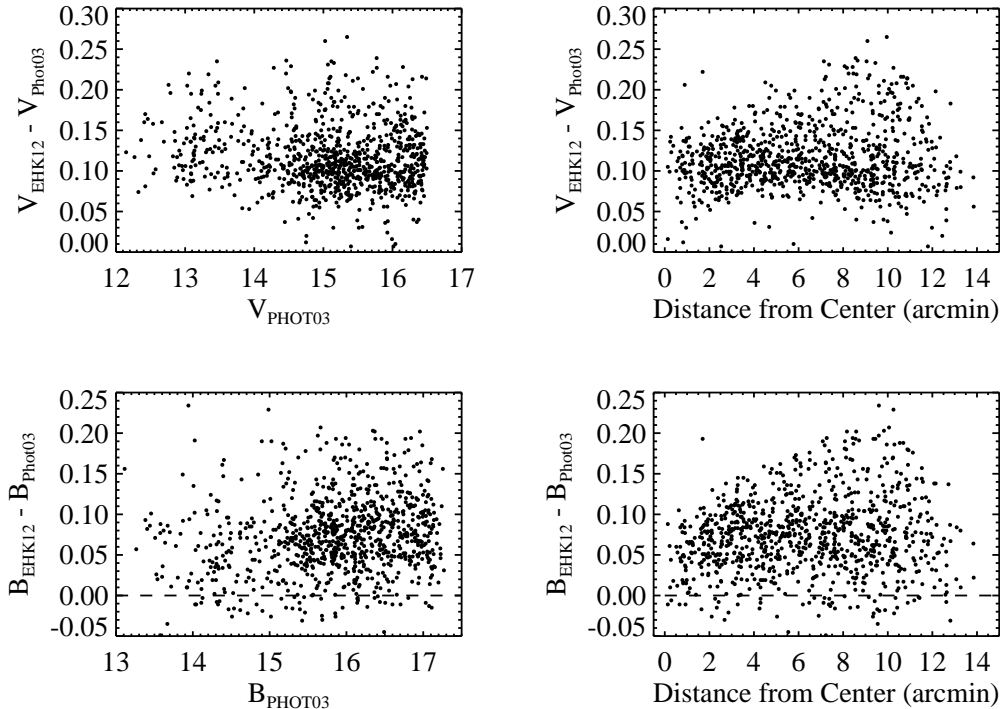 0.30
0.25
0.20
0.15
0.10
0.05
0.00
V_EHK12 - V_Phot03
12 13 14 15 16 17
V_PHOT03
0.30
0.25
0.20
0.15
0.10
0.05
0.00
V_EHK12 - V_Phot03
0 2 4 6 8 10 12 14
Distance from Center (arcmin)
0.25
0.20
0.15
0.10
0.05
0.00
-0.05
B_EHK12 - B_Phot03
13 14 15 16 17
B_PHOT03
0.25
0.20
0.15
0.10
0.05
0.00
-0.05
B_EHK12 - B_Phot03
0 2 4 6 8 10 12 14
Distance from Center (arcmin)